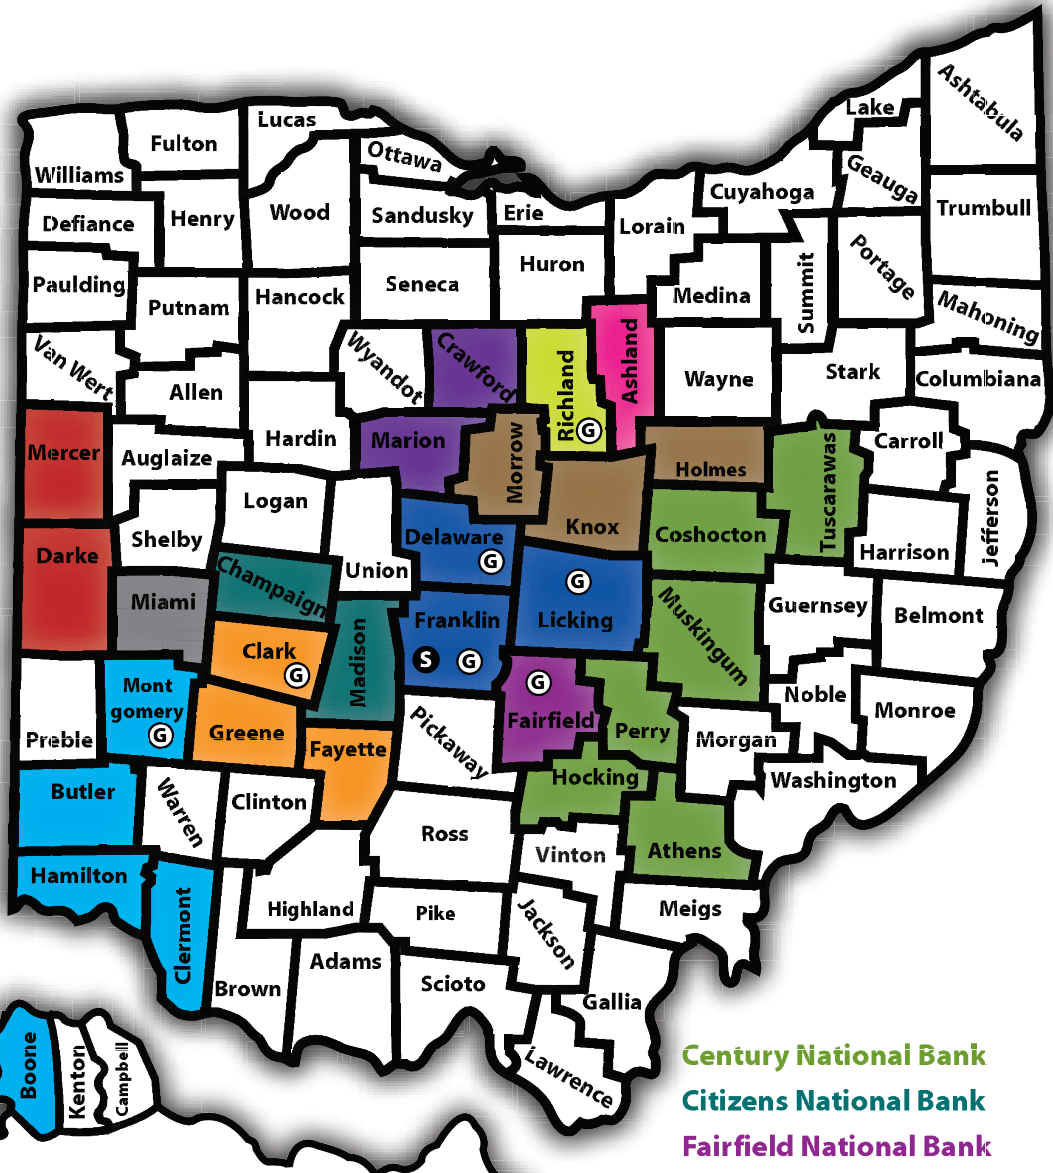 Ashtabula
Lake
Lucas
Fulton
Ottawa
Geauga
Williams
Cuyahoga
Trumbull
Defiance
Henry
Wood
Sandusky
Erie
Lorain
Portage
Paulding
Putnam
Hancock
Seneca
Huron
Medina
Summit
Mahoning
Van Wert
Allen
Wyandot
Crawford
Richland
G
Ashland
Wayne
Stark
Columbiana
Mercer
Auglaize
Hardin
Marion
Morrow
Holmes
Tuscarawas
Carroll
Jefferson
Logan
Knox
Coshocton
Harrison
Darke
Shelby
Union
Delaware
G
Champaign
Miami
G
Licking
Muskingum
Guernsey
Belmont
Franklin
S G
Clark
G
Madison
G
Fairfield
Perry
Noble
Monroe
Preble
Mont
gomery
G
Greene
Fayette
Pickaway
Morgan
Hocking
Washington
Butler
Warren
Clinton
Ross
Vinton
Athens
Hamilton
Clermont
Highland
Pike
Jackson
Meigs
Brown
Adams
Scioto
Gallia
Lawrence
Boone
Kenton
Campbell
Century National Bank
Citizens National Bank
Fairfield National Bank